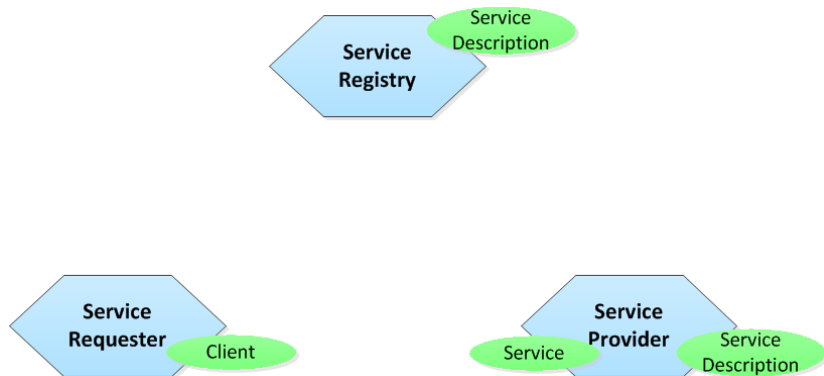 Service
Description
Service
Registry
Service
Requester
Client
Service
Provider
Service
Service
Description